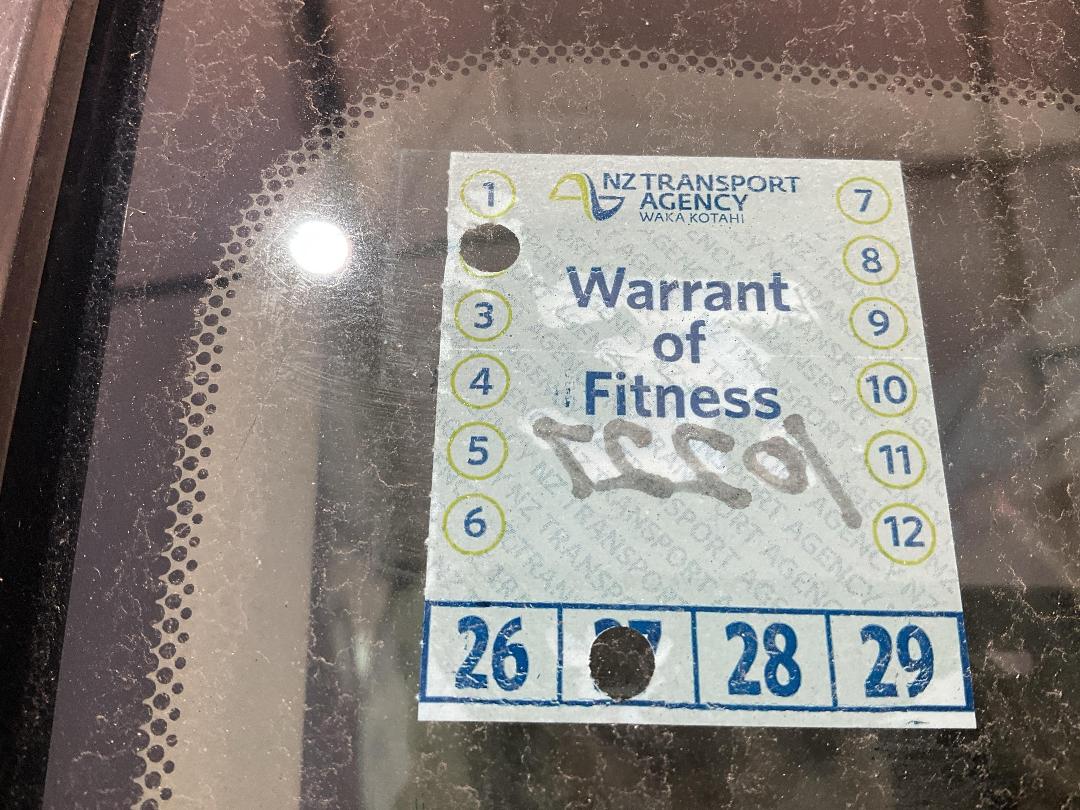 1
NZ TRANSPORT
AGENCY
WAKA KOTAHI
7
8
Warrant
of
Fitness
3
9
4
10
5
11
6
12
26
28
29